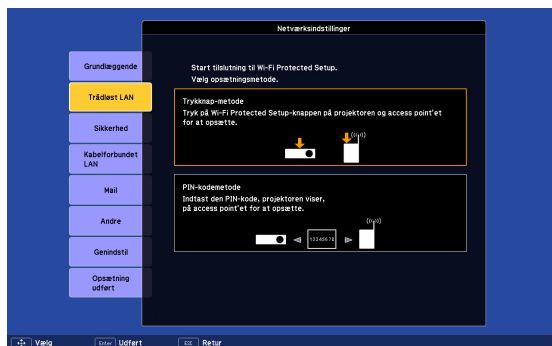 Netværksindstillinger
Grundlæggende
Trådløst LAN
Sikkerhed
Kabelforbundet
LAN
Mail
Andre
Genindstil
Opsætning
udført
Start tilslutning til Wi-Fi Protected Setup.
Vælg opsætningsmetode.
Trykknap-metode
Tryk på Wi-Fi Protected Setup-knappen på projektoren og access point'et
for at opsætte.
PIN-kodemetode
Indtast den PIN-kode, projektoren viser,
på access point'et for at opsætte.
12345678
Vælg Enter Udført ESC Retur